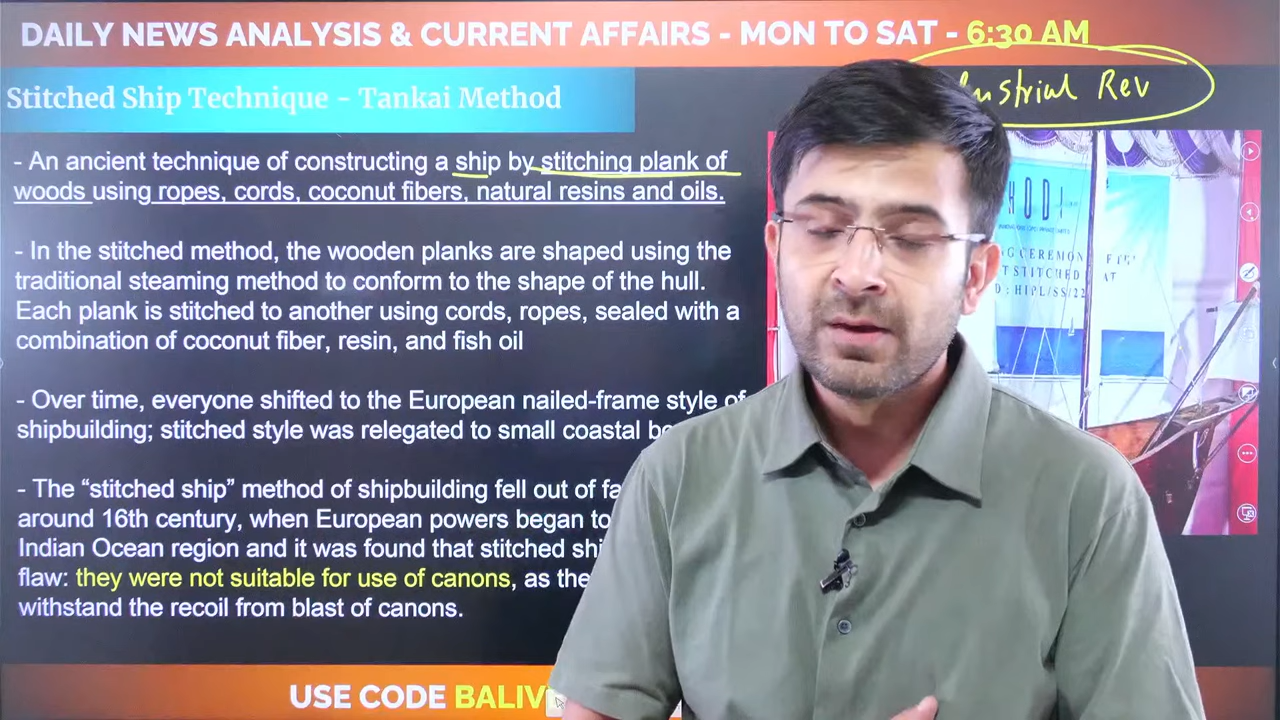 DAILY NEWS ANALYSIS & CURRENT AFFAIRS - MON TO SAT - 6:30 AM
Rev
Stitched Ship Technique - Tankai Method
- An ancient technique of constructing a ship by stitching plank of
woods using ropes, cords, coconut fibers, natural resins and oils.
- In the stitched method, the wooden planks are shaped using the
traditional steaming method to conform to the shape of the hull.
Each plank is stitched to another using cords, ropes, sealed with a
combination of coconut fiber, resin, and fish oil
- Over time, everyone shifted to the European nailed-frame style of
shipbuilding; stitched style was relegated to small coastal
- The “stitched ship” method of shipbuilding fell out of
around 16th century, when European powers began to
Indian Ocean region and it was found that stitched
flaw: they were not suitable for use of canons, as
withstand the recoil from blast of canons.
USE CODE